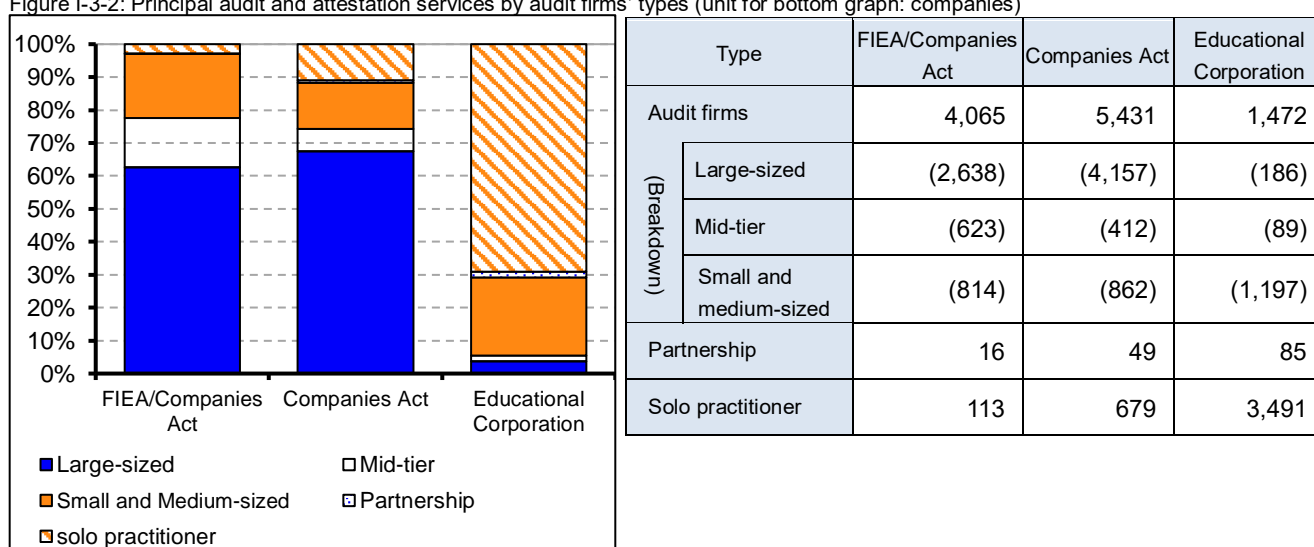 Figure I-3-2: Principal audit and attestation services by audit firms' types (unit for bottom graph: companies)
100%
90%
80%
70%
60%
50%
40%
30%
20%
10%
0%
FIEA/Companies Act
Companies Act
Educational Corporation
Large-sized
Mid-tier
Small and Medium-sized
Partnership
solo practitioner
Type
FIEA/Companies
Act
Companies Act
Educational
Corporation
Audit firms
4,065
5,431
1,472
(Breakdown)
Large-sized
(2,638)
(4,157)
(186)
Mid-tier
(623)
(412)
(89)
Small and
medium-sized
(814)
(862)
(1,197)
Partnership
16
49
85
Solo practitioner
113
679
3,491